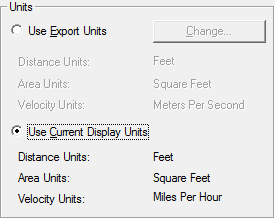 Units
Use Export Units Change...
Distance Units: Feet
Area Units: Square Feet
Velocity Units: Meters Per Second
Use Current Display Units
Distance Units: Feet
Area Units: Square Feet
Velocity Units: Miles Per Hour